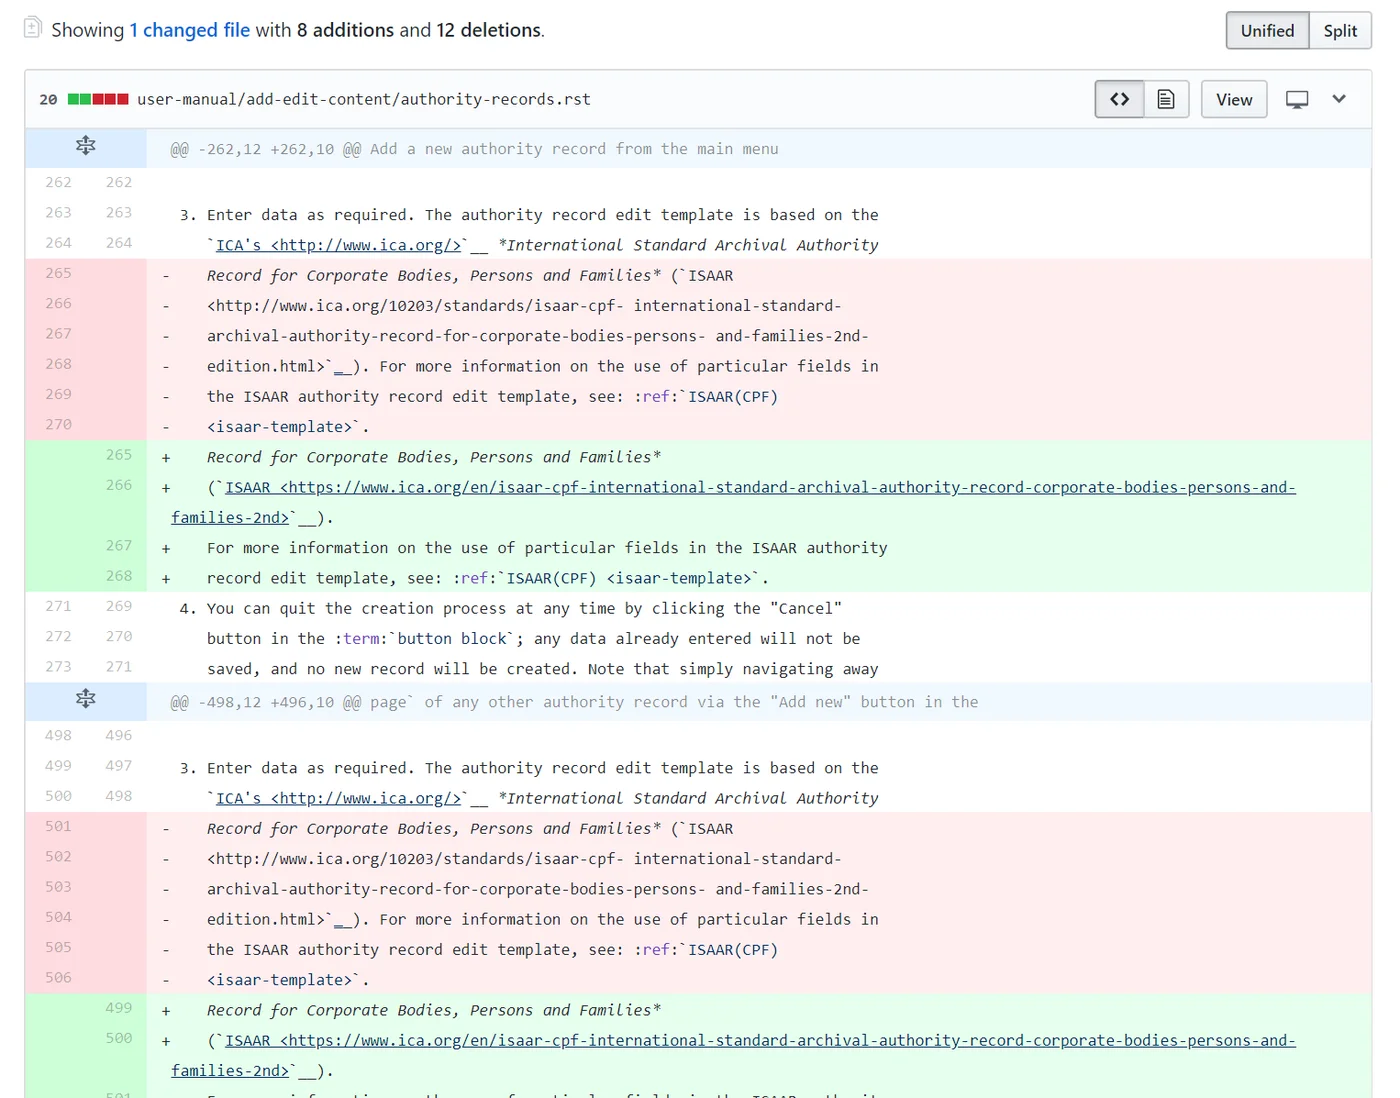 Showing 1 changed file with 8 additions and 12 deletions.
Unified Split
20 user-manual/add-edit-content/authority-records.rst
<> View
@@ -262,12 +262,10 @@ Add a new authority record from the main menu
262 262
263 263 3. Enter data as required. The authority record edit template is based on the
264 264 `ICA's <http://www.ica.org/>`__ *International Standard Archival Authority
265 - Record for Corporate Bodies, Persons and Families* (`ISAAR
266 - <http://www.ica.org/10203/standards/isaar-cpf- international-standard-
267 - archival-authority-record-for-corporate-bodies-persons- and-families-2nd-
268 - edition.html>`__). For more information on the use of particular fields in
269 - the ISAAR authority record edit template, see: :ref:`ISAAR(CPF)
270 - <isaar-template>`.
265 + Record for Corporate Bodies, Persons and Families*
266 + (`ISAAR <https://www.ica.org/en/isaar-cpf-international-standard-archival-authority-record-corporate-bodies-persons-and-
families-2nd>`__).
267 + For more information on the use of particular fields in the ISAAR authority
268 + record edit template, see: :ref:`ISAAR(CPF) <isaar-template>`.
271 269 4. You can quit the creation process at any time by clicking the "Cancel"
272 270 button in the :term:`button block`; any data already entered will not be
273 271 saved, and no new record will be created. Note that simply navigating away
@@ -498,12 +496,10 @@ page` of any other authority record via the "Add new" button in the
498 496
499 497 3. Enter data as required. The authority record edit template is based on the
500 498 `ICA's <http://www.ica.org/>`__ *International Standard Archival Authority
501 - Record for Corporate Bodies, Persons and Families* (`ISAAR
502 - <http://www.ica.org/10203/standards/isaar-cpf- international-standard-
503 - archival-authority-record-for-corporate-bodies-persons- and-families-2nd-
504 - edition.html>`__). For more information on the use of particular fields in
505 - the ISAAR authority record edit template, see: :ref:`ISAAR(CPF)
506 - <isaar-template>`.
499 + Record for Corporate Bodies, Persons and Families*
500 + (`ISAAR <https://www.ica.org/en/isaar-cpf-international-standard-archival-authority-record-corporate-bodies-persons-and-
families-2nd>`__).